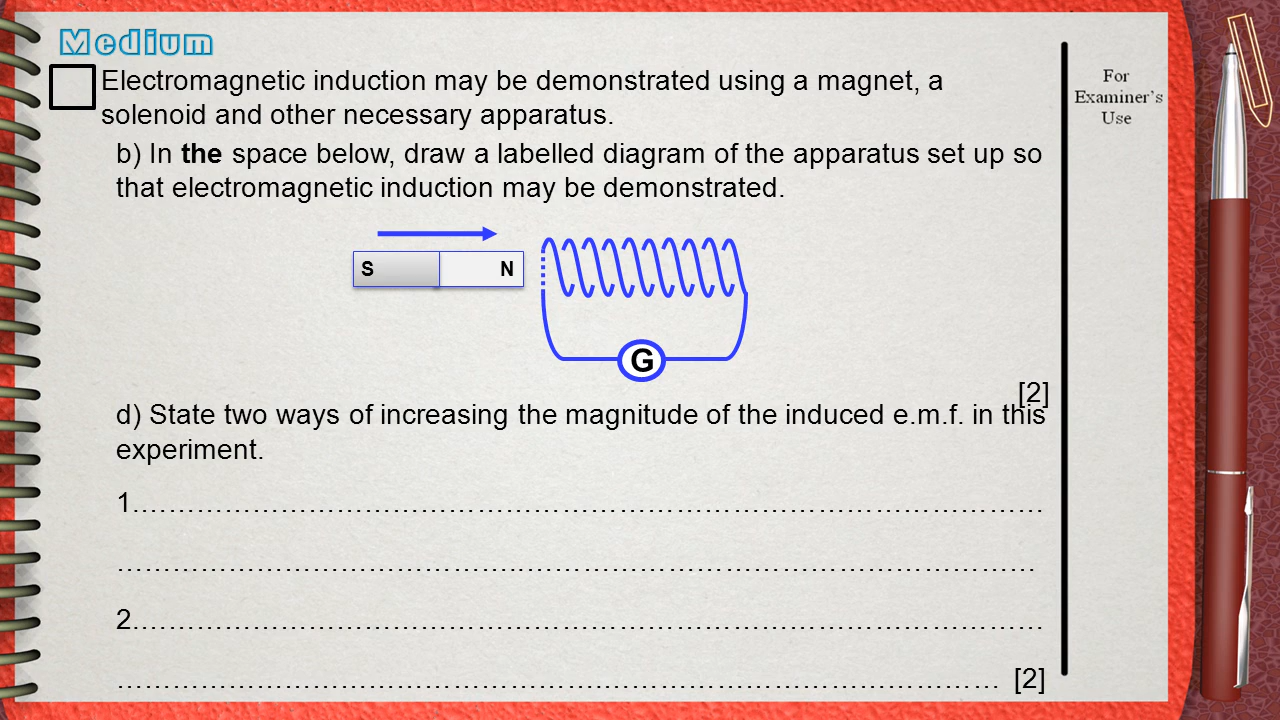 Medium
Electromagnetic induction may be demonstrated using a magnet, a
solenoid and other necessary apparatus.
b) In the space below, draw a labelled diagram of the apparatus set up so
that electromagnetic induction may be demonstrated.
S N
G
[2]
d) State two ways of increasing the magnitude of the induced e.m.f. in this
experiment.
1………………………………………………………………………………………
………………………………………………………………………………………
2………………………………………………………………………………………
…………………………………………………………………………………… [2]
For
Examiner's
Use